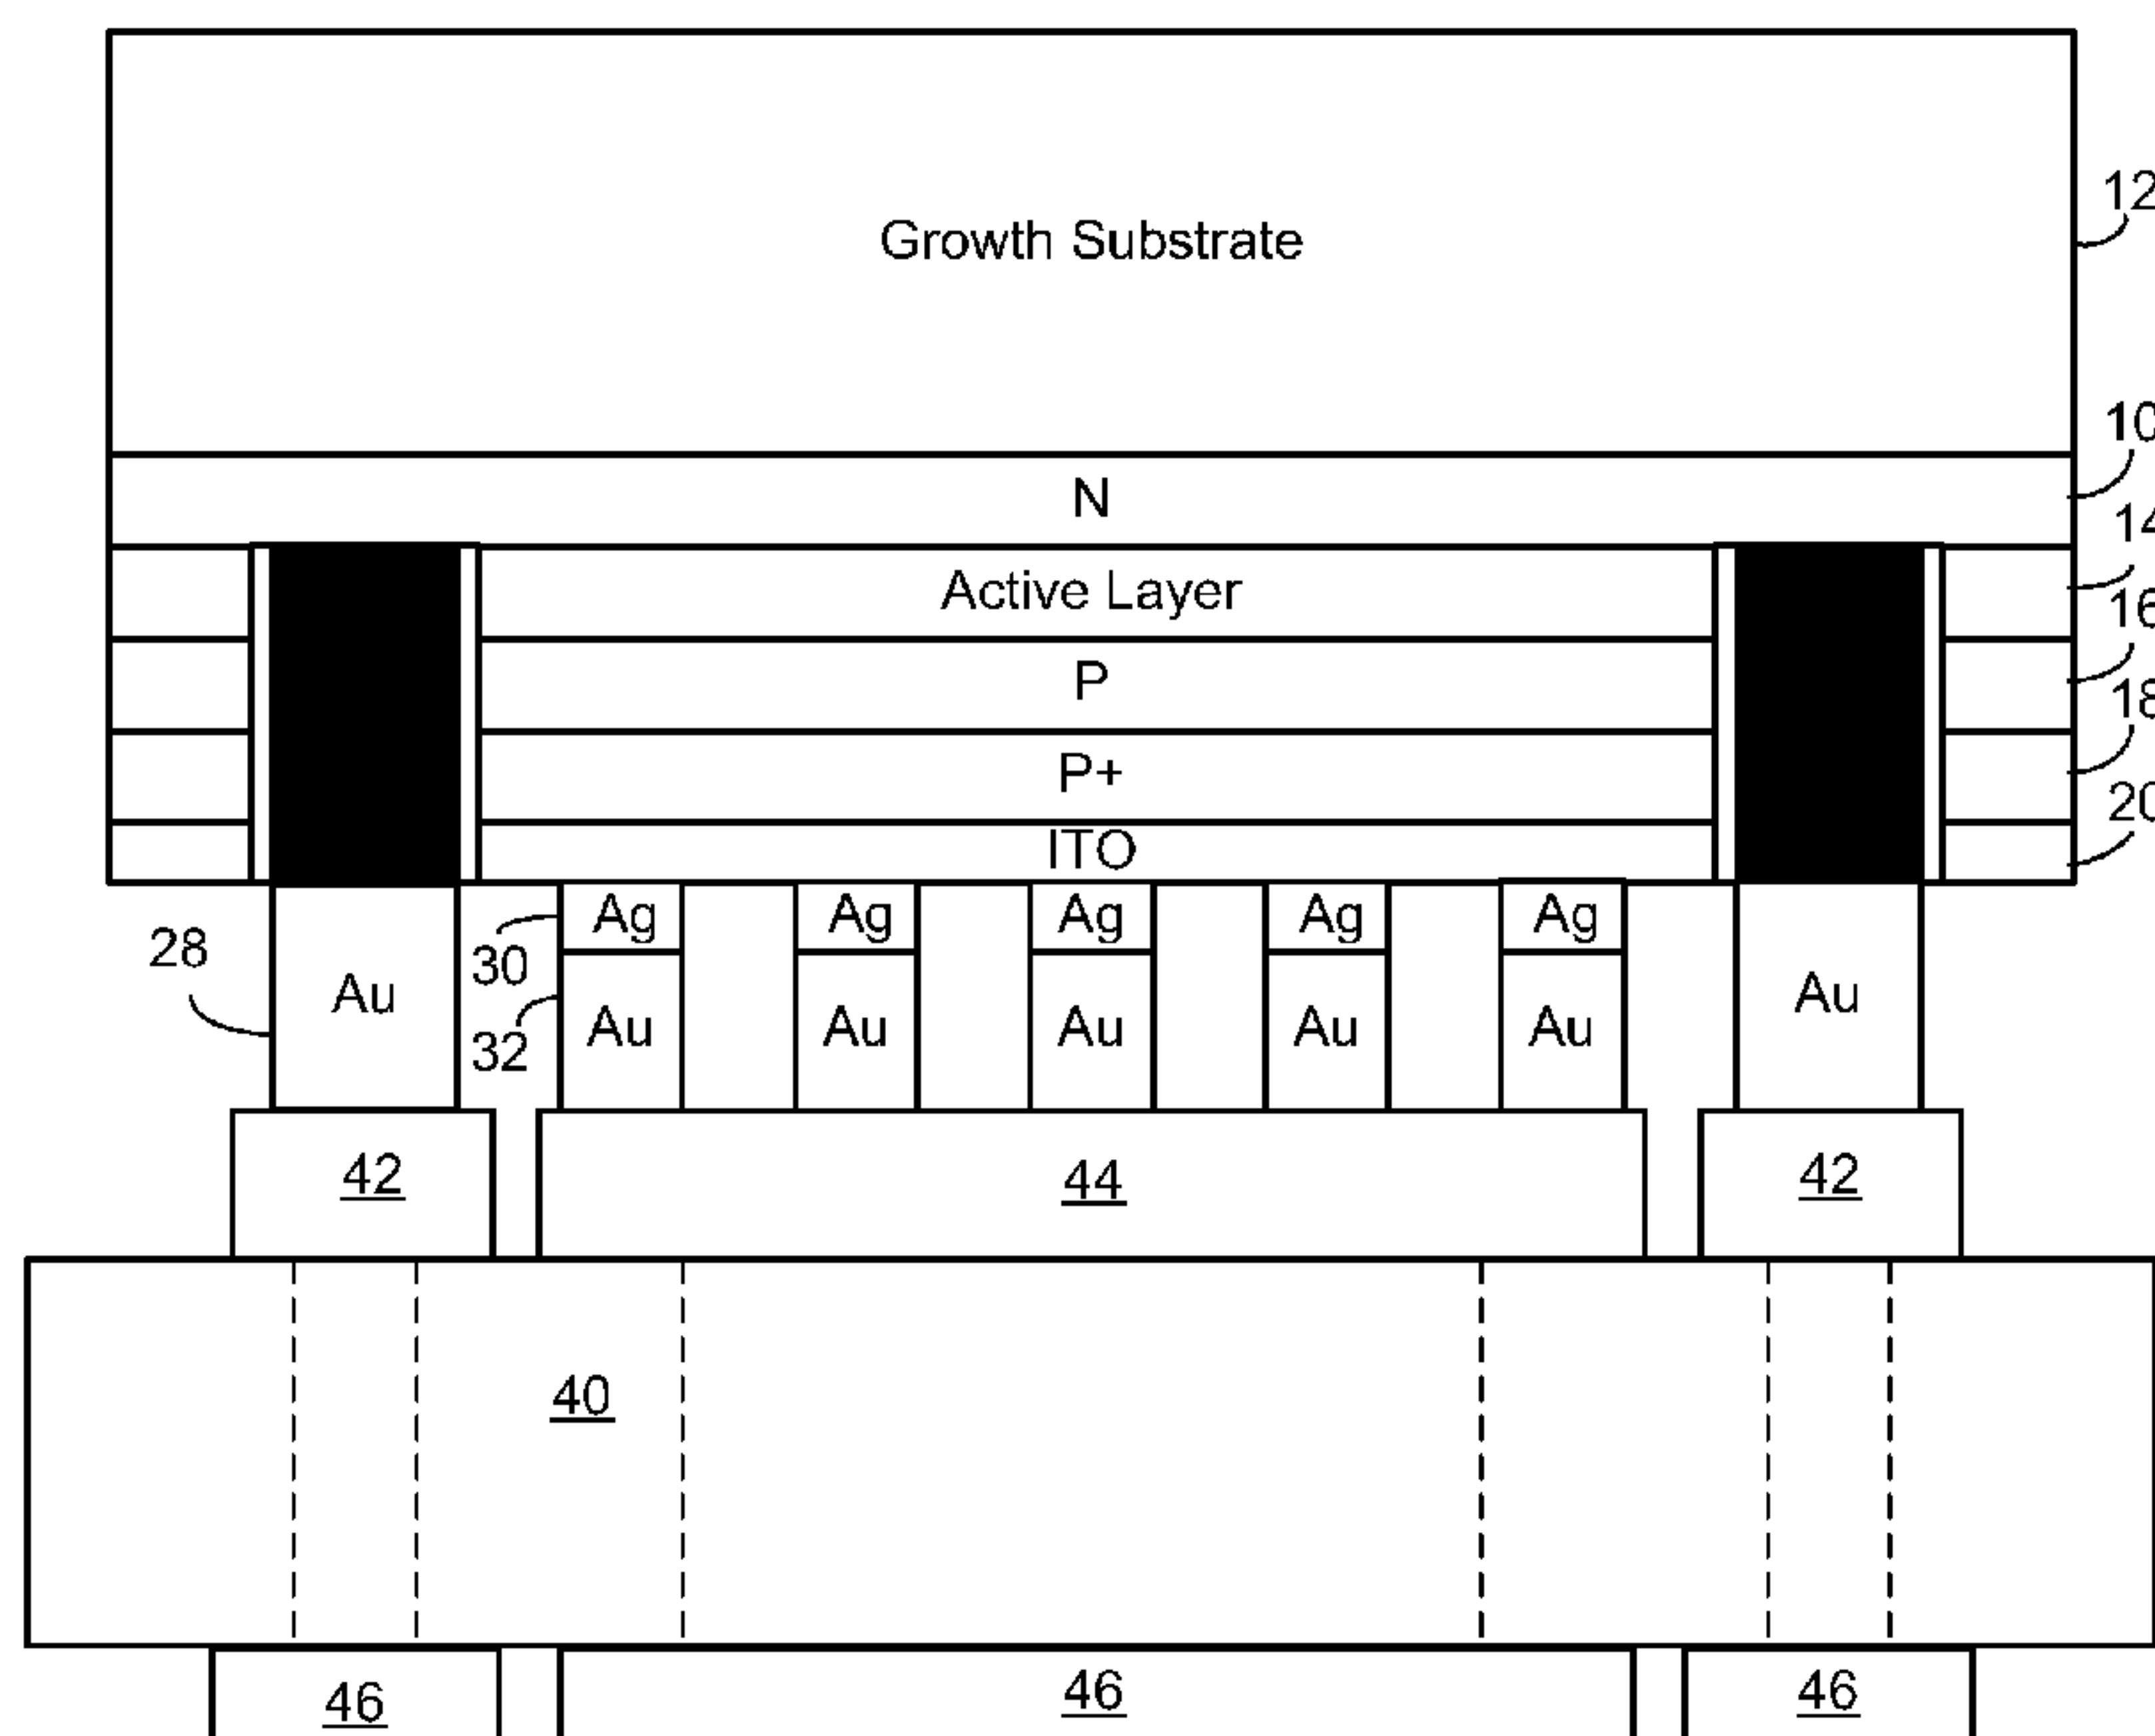 Growth Substrate
12
10
N
14
Active Layer
16
P
18
P+
20
ITO
Ag Ag Ag Ag Ag
28
30
Au Au
Au Au Au Au Au
32
42 44 42
40
46 46 46